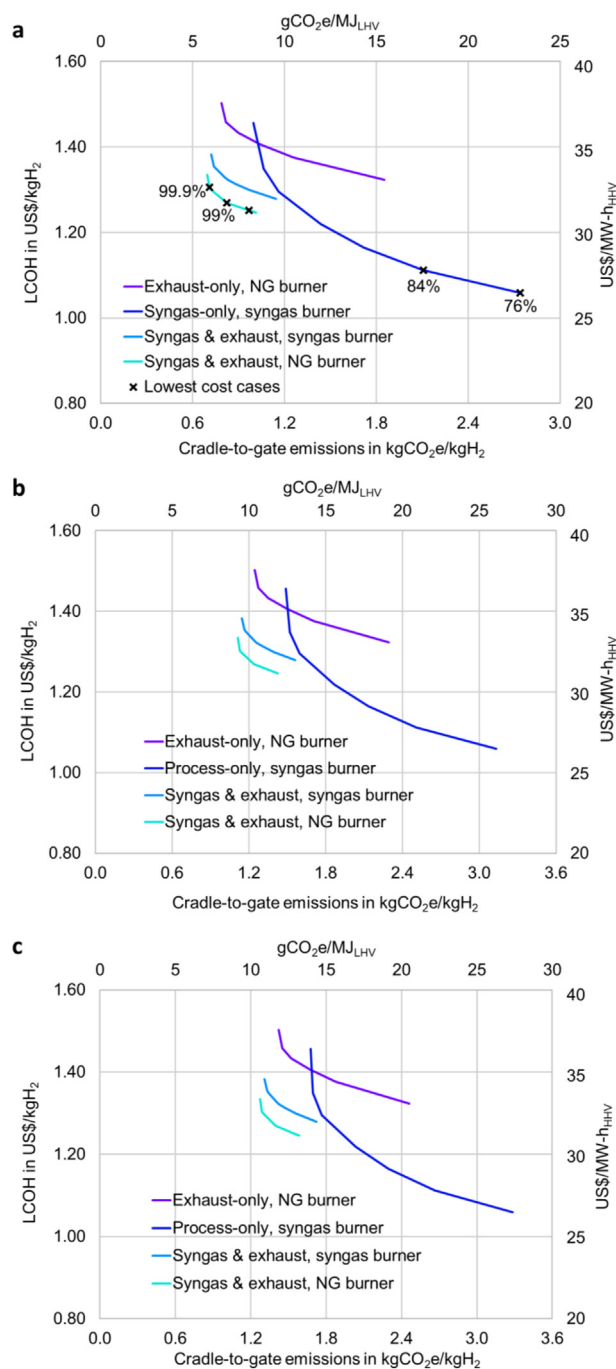 a
gCO₂e/MJLHV
0 5 10 15 20 25
1.60
1.40
1.20
1.00
0.80
LCOH in US$/kgH₂
40
35
30
25
20
US$/MW-hHHV
99.9%
99%
84%
76%
Exhaust-only, NG burner
Syngas-only, syngas burner
Syngas & exhaust, syngas burner
Syngas & exhaust, NG burner
× Lowest cost cases
0.0 0.6 1.2 1.8 2.4 3.0
Cradle-to-gate emissions in kgCO₂e/kgH₂
b
gCO₂e/MJLHV
0 5 10 15 20 25 30
1.60
1.40
1.20
1.00
0.80
LCOH in US$/kgH₂
40
35
30
25
20
US$/MW-hHHV
Exhaust-only, NG burner
Process-only, syngas burner
Syngas & exhaust, syngas burner
Syngas & exhaust, NG burner
0.0 0.6 1.2 1.8 2.4 3.0 3.6
Cradle-to-gate emissions in kgCO₂e/kgH₂
c
gCO₂e/MJLHV
0 5 10 15 20 25 30
1.60
1.40
1.20
1.00
0.80
LCOH in US$/kgH₂
40
35
30
25
20
US$/MW-hHHV
Exhaust-only, NG burner
Process-only, syngas burner
Syngas & exhaust, syngas burner
Syngas & exhaust, NG burner
0.0 0.6 1.2 1.8 2.4 3.0 3.6
Cradle-to-gate emissions in kgCO₂e/kgH₂